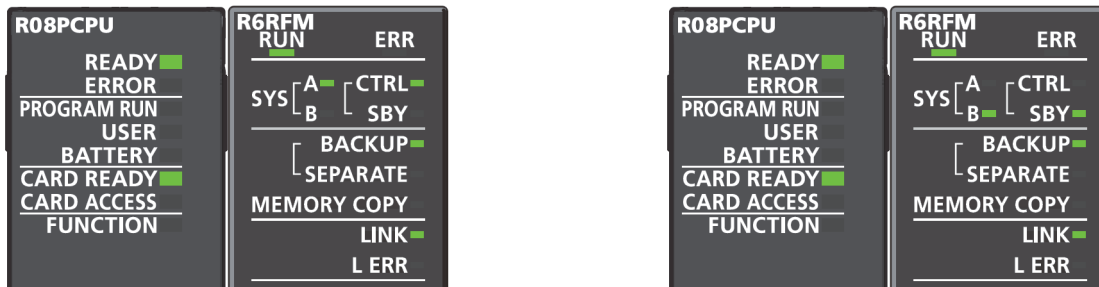 R08PCPU
READY
ERROR
PROGRAM RUN
USER
BATTERY
CARD READY
CARD ACCESS
FUNCTION
R6RFM
RUN ERR
SYS A CTRL
B SBY
BACKUP
SEPARATE
MEMORY COPY
LINK
L ERR
R08PCPU
READY
ERROR
PROGRAM RUN
USER
BATTERY
CARD READY
CARD ACCESS
FUNCTION
R6RFM
RUN ERR
SYS A CTRL
B SBY
BACKUP
SEPARATE
MEMORY COPY
LINK
L ERR